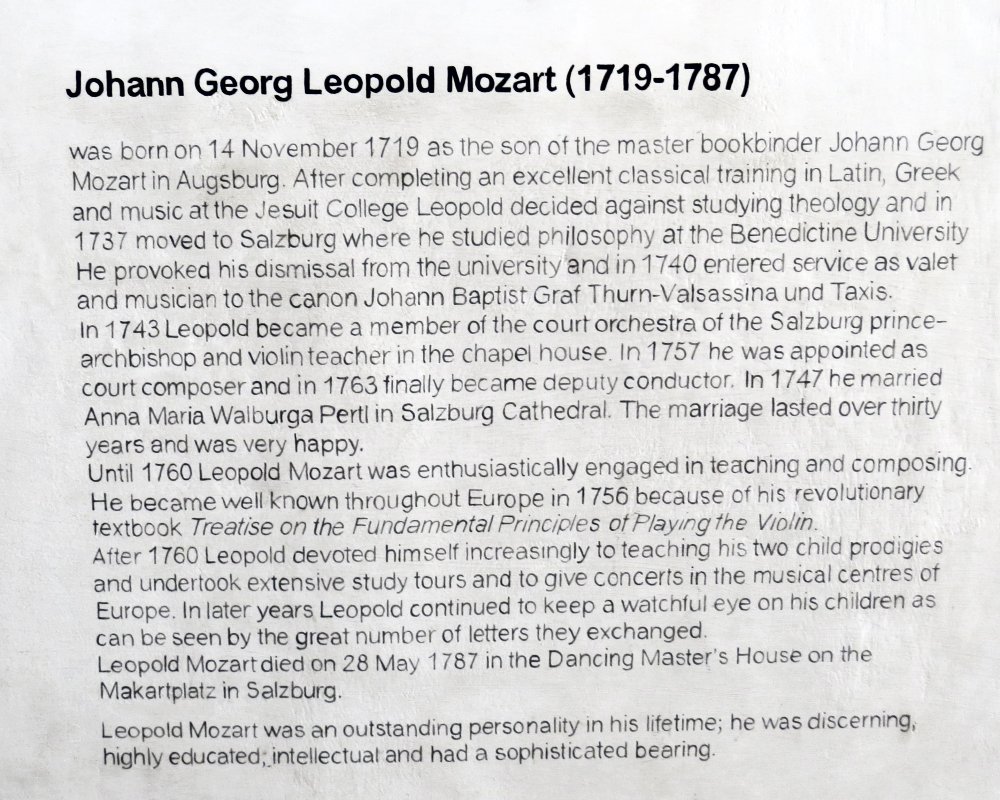 Johann Georg Leopold Mozart (1719-1787)
was born on 14 November 1719 as the son of the master bookbinder Johann Georg
Mozart in Augsburg. After completing an excellent classical training in Latin, Greek
and music at the Jesuit College Leopold decided against studying theology and in
1737 moved to Salzburg where he studied philosophy at the Benedictine University
He provoked his dismissal from the university and in 1740 entered service as valet
and musician to the canon Johann Baptist Graf Thurn-Valsassina und Taxis.
In 1743 Leopold became a member of the court orchestra of the Salzburg prince-
archbishop and violin teacher in the chapel house. In 1757 he was appointed as
court composer and in 1763 finally became deputy conductor. In 1747 he married
Anna Maria Walburga Pertl in Salzburg Cathedral. The marriage lasted over thirty
years and was very happy.
Until 1760 Leopold Mozart was enthusiastically engaged in teaching and composing.
He became well known throughout Europe in 1756 because of his revolutionary
textbook Treatise on the Fundamental Principles of Playing the Violin.
After 1760 Leopold devoted himself increasingly to teaching his two child prodigies
and undertook extensive study tours and to give concerts in the musical centres of
Europe. In later years Leopold continued to keep a watchful eye on his children as
can be seen by the great number of letters they exchanged.
Leopold Mozart died on 28 May 1787 in the Dancing Master's House on the
Makartplatz in Salzburg.
Leopold Mozart was an outstanding personality in his lifetime; he was discerning,
highly educated; intellectual and had a sophisticated bearing.